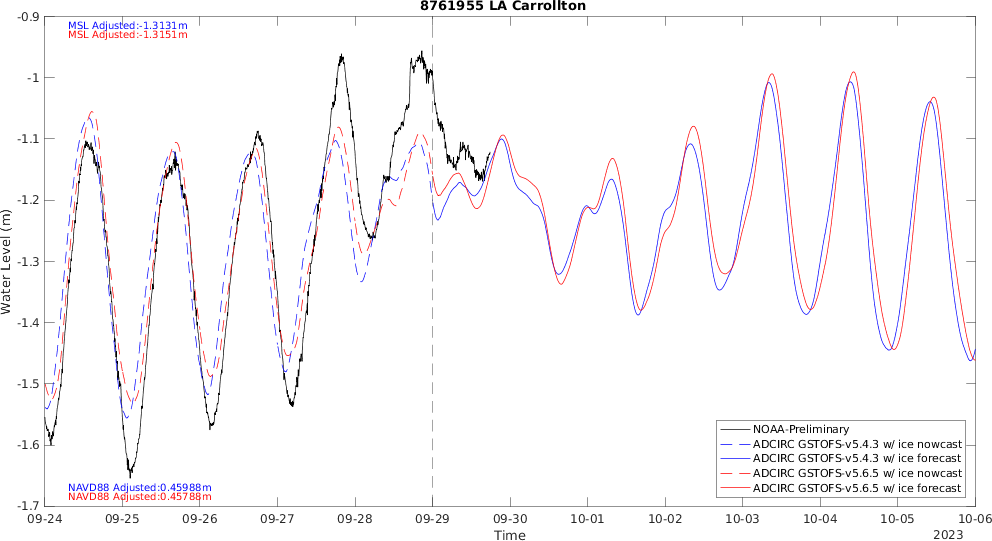 8761955 LA Carrollton
MSL Adjusted:-1.3131m
MSL Adjusted:-1.3151m
-0.9
-1
-1.1
-1.2
-1.3
-1.4
-1.5
-1.6
-1.7
Water Level (m)
NAVD88 Adjusted:0.45988m
NAVD88 Adjusted:0.45788m
NOAA-Preliminary
ADCIRC GSTOFS-v5.4.3 w/ ice nowcast
ADCIRC GSTOFS-v5.4.3 w/ ice forecast
ADCIRC GSTOFS-v5.6.5 w/ ice nowcast
ADCIRC GSTOFS-v5.6.5 w/ ice forecast
09-24 09-25 09-26 09-27 09-28 09-29 09-30 10-01 10-02 10-03 10-04 10-05 10-06
Time
2023